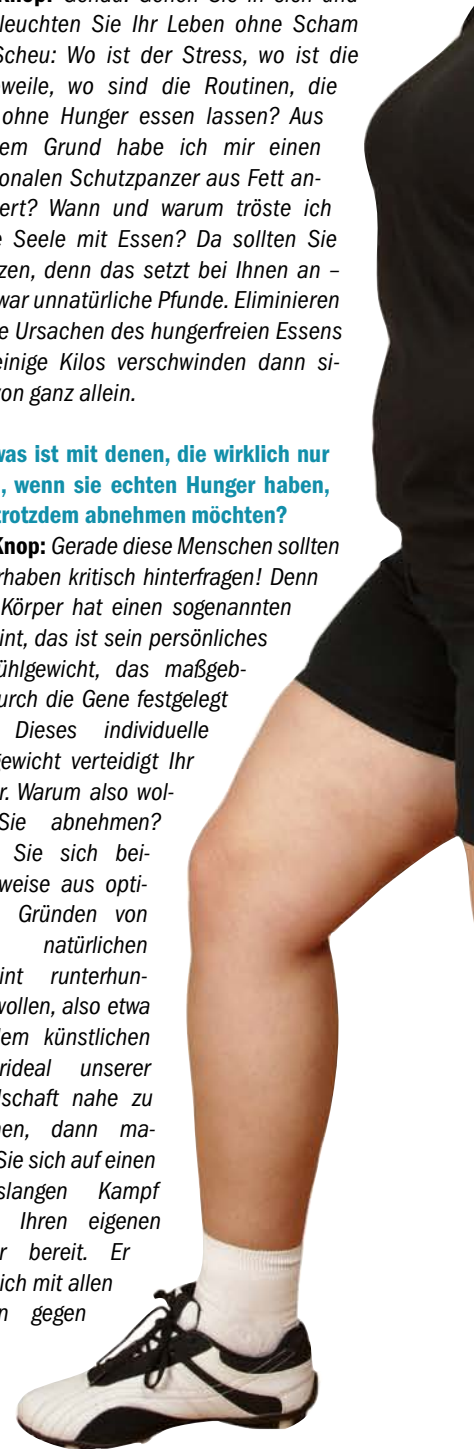 Knop: Genau. Gehen Sie in sich und
leuchten Sie Ihr Leben ohne Scham
Scheu: Wo ist der Stress, wo ist die
weile, wo sind die Routinen, die
ohne Hunger essen lassen? Aus
em Grund habe ich mir einen
onalen Schutzpanzer aus Fett an-
ert? Wann und warum tröste ich
e Seele mit Essen? Da sollten Sie
zen, denn das setzt bei Ihnen an –
war unnatürliche Pfunde. Eliminieren
e Ursachen des hungerfreien Essens
einige Kilos verschwinden dann si-
von ganz allein.
was ist mit denen, die wirklich nur
, wenn sie echten Hunger haben,
trotzdem abnehmen möchten?
Knop: Gerade diese Menschen sollten
rhaben kritisch hinterfragen! Denn
Körper hat einen sogenannten
int, das ist sein persönliches
ühlgewicht, das maßgeb-
urch die Gene festgelegt
Dieses individuelle
gewicht verteidigt Ihr
r. Warum also wol-
Sie abnehmen?
Sie sich bei-
weise aus opti-
Gründen von
natürlichen
int runterhun-
wollen, also etwa
em künstlichen
rideal unserer
schaft nahe zu
en, dann ma-
Sie sich auf einen
slangen Kampf
Ihren eigenen
r bereit. Er
ich mit allen
n gegen